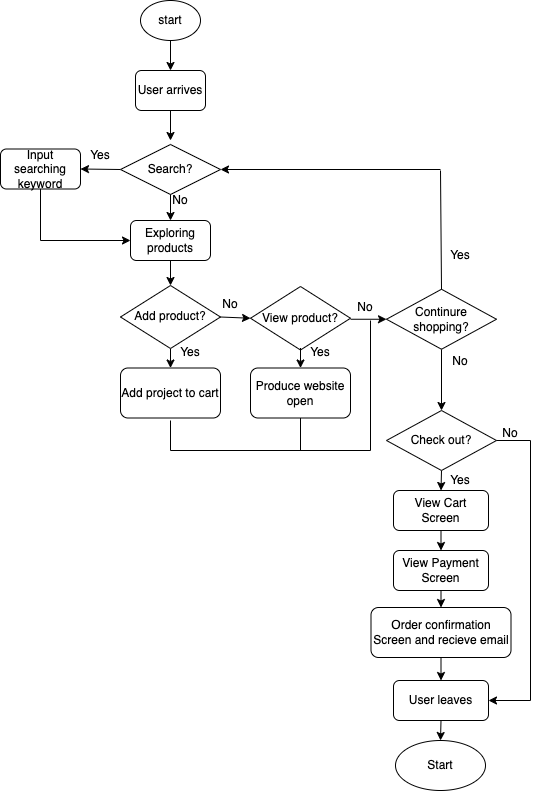 start
User arrives
Search?
Yes
Input
searching
keyword
No
Exploring
products
Add product?
No
View product?
No
Continure
shopping?
Yes
Yes
Add project to cart
Yes
Produce website
open
No
Check out?
No
Yes
View Cart
Screen
View Payment
Screen
Order confirmation
Screen and recieve email
User leaves
Start